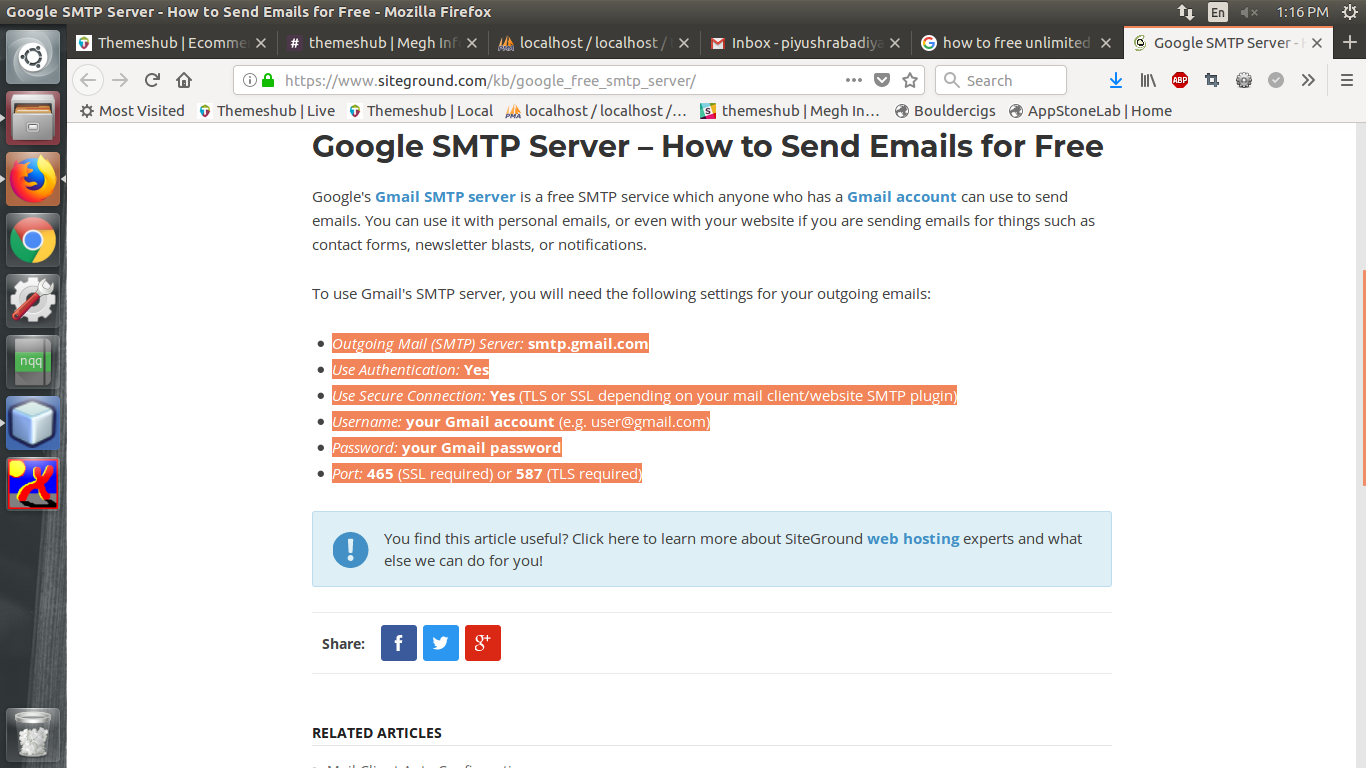 Google SMTP Server - How to Send Emails for Free - Mozilla Firefox
En
1:16 PM
Themeshub | Ecomme
themeshub | Megh Inf
localhost / localhost /
Inbox - piyushrabadiya
how to free unlimited
Google SMTP Server -
https://www.siteground.com/kb/google_free_smtp_server/
Search
ABP
Most Visited
Themeshub | Live
Themeshub | Local
localhost / localhost /...
themeshub | Megh In...
Bouldercigs
AppStoneLab | Home
Google SMTP Server – How to Send Emails for Free
Google's Gmail SMTP server is a free SMTP service which anyone who has a Gmail account can use to send
emails. You can use it with personal emails, or even with your website if you are sending emails for things such as
contact forms, newsletter blasts, or notifications.
To use Gmail's SMTP server, you will need the following settings for your outgoing emails:
Outgoing Mail (SMTP) Server: smtp.gmail.com
Use Authentication: Yes
Use Secure Connection: Yes (TLS or SSL depending on your mail client/website SMTP plugin)
Username: your Gmail account (e.g. user@gmail.com)
Password: your Gmail password
Port: 465 (SSL required) or 587 (TLS required)
nqq
You find this article useful? Click here to learn more about SiteGround web hosting experts and what
else we can do for you!
Share:
RELATED ARTICLES